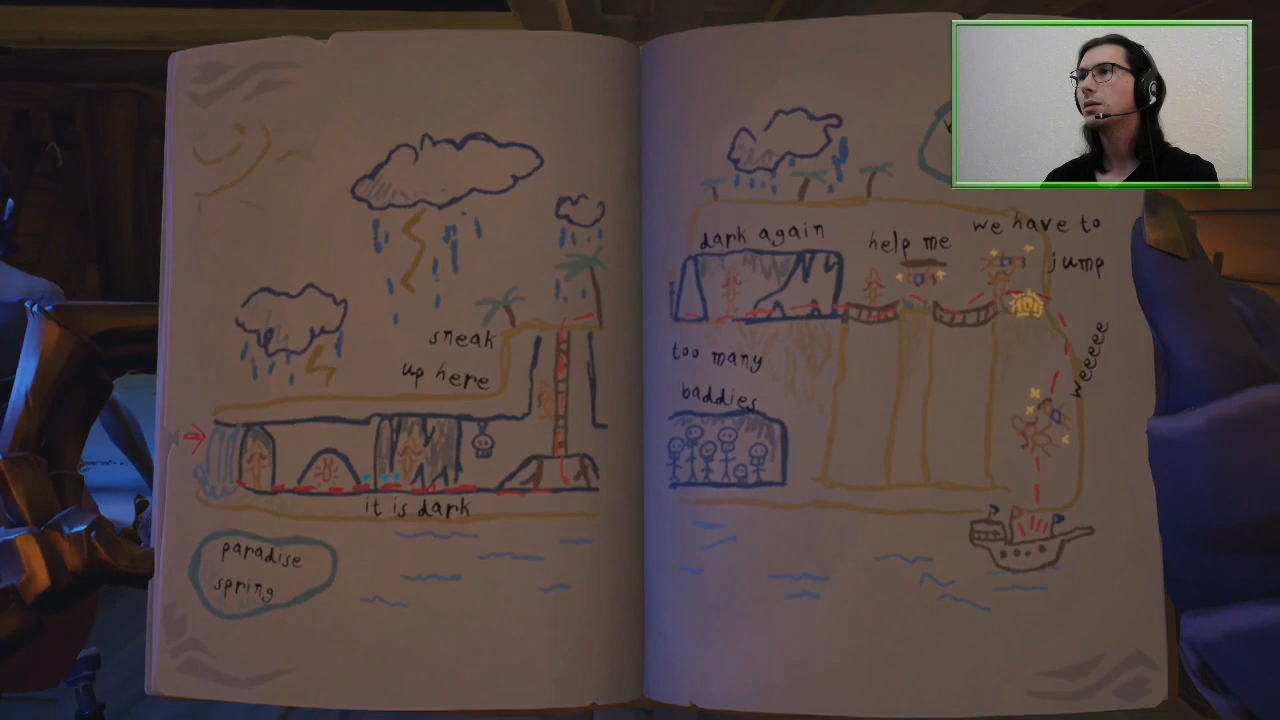 sneak
up here
it is dark
paradise
spring
dark again
help me
we have to
jump
too many
baddies
weeeee